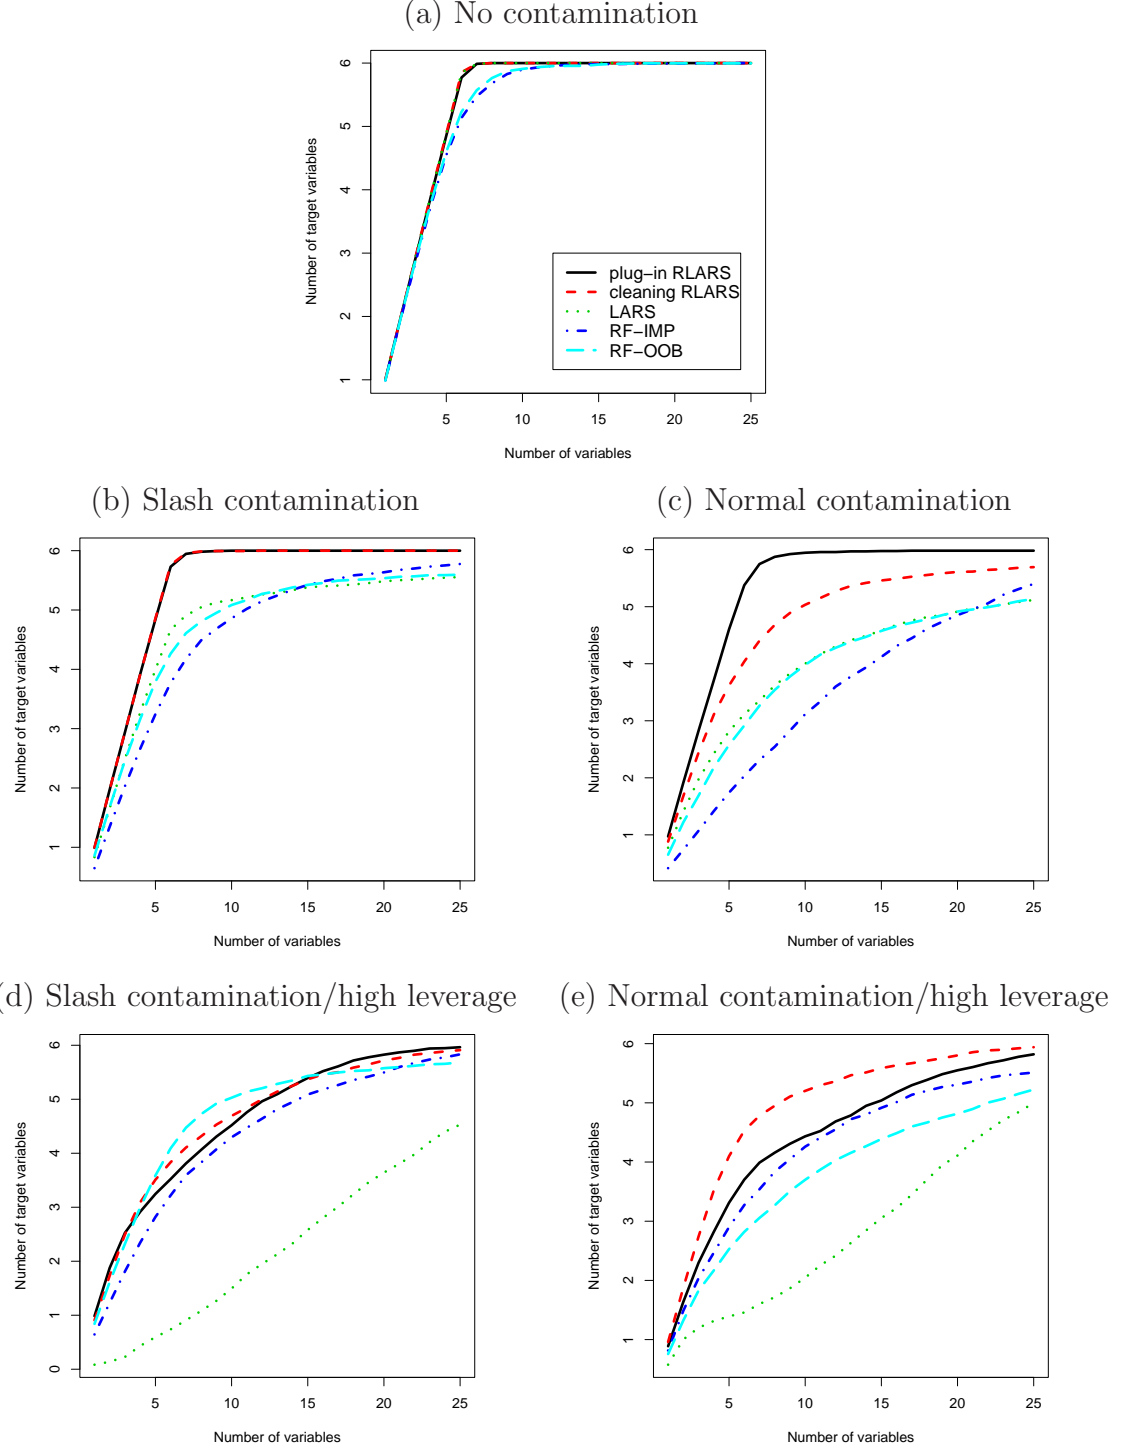 (a) No contamination
Number of target variables
6
5
4
3
2
1
plug-in RLARS
cleaning RLARS
LARS
RF-IMP
RF-OOB
5 10 15 20 25
Number of variables
(b) Slash contamination
Number of target variables
6
5
4
3
2
1
5 10 15 20 25
Number of variables
(c) Normal contamination
Number of target variables
6
5
4
3
2
1
5 10 15 20 25
Number of variables
(d) Slash contamination/high leverage
Number of target variables
6
5
4
3
2
1
0
5 10 15 20 25
Number of variables
(e) Normal contamination/high leverage
Number of target variables
6
5
4
3
2
1
5 10 15 20 25
Number of variables